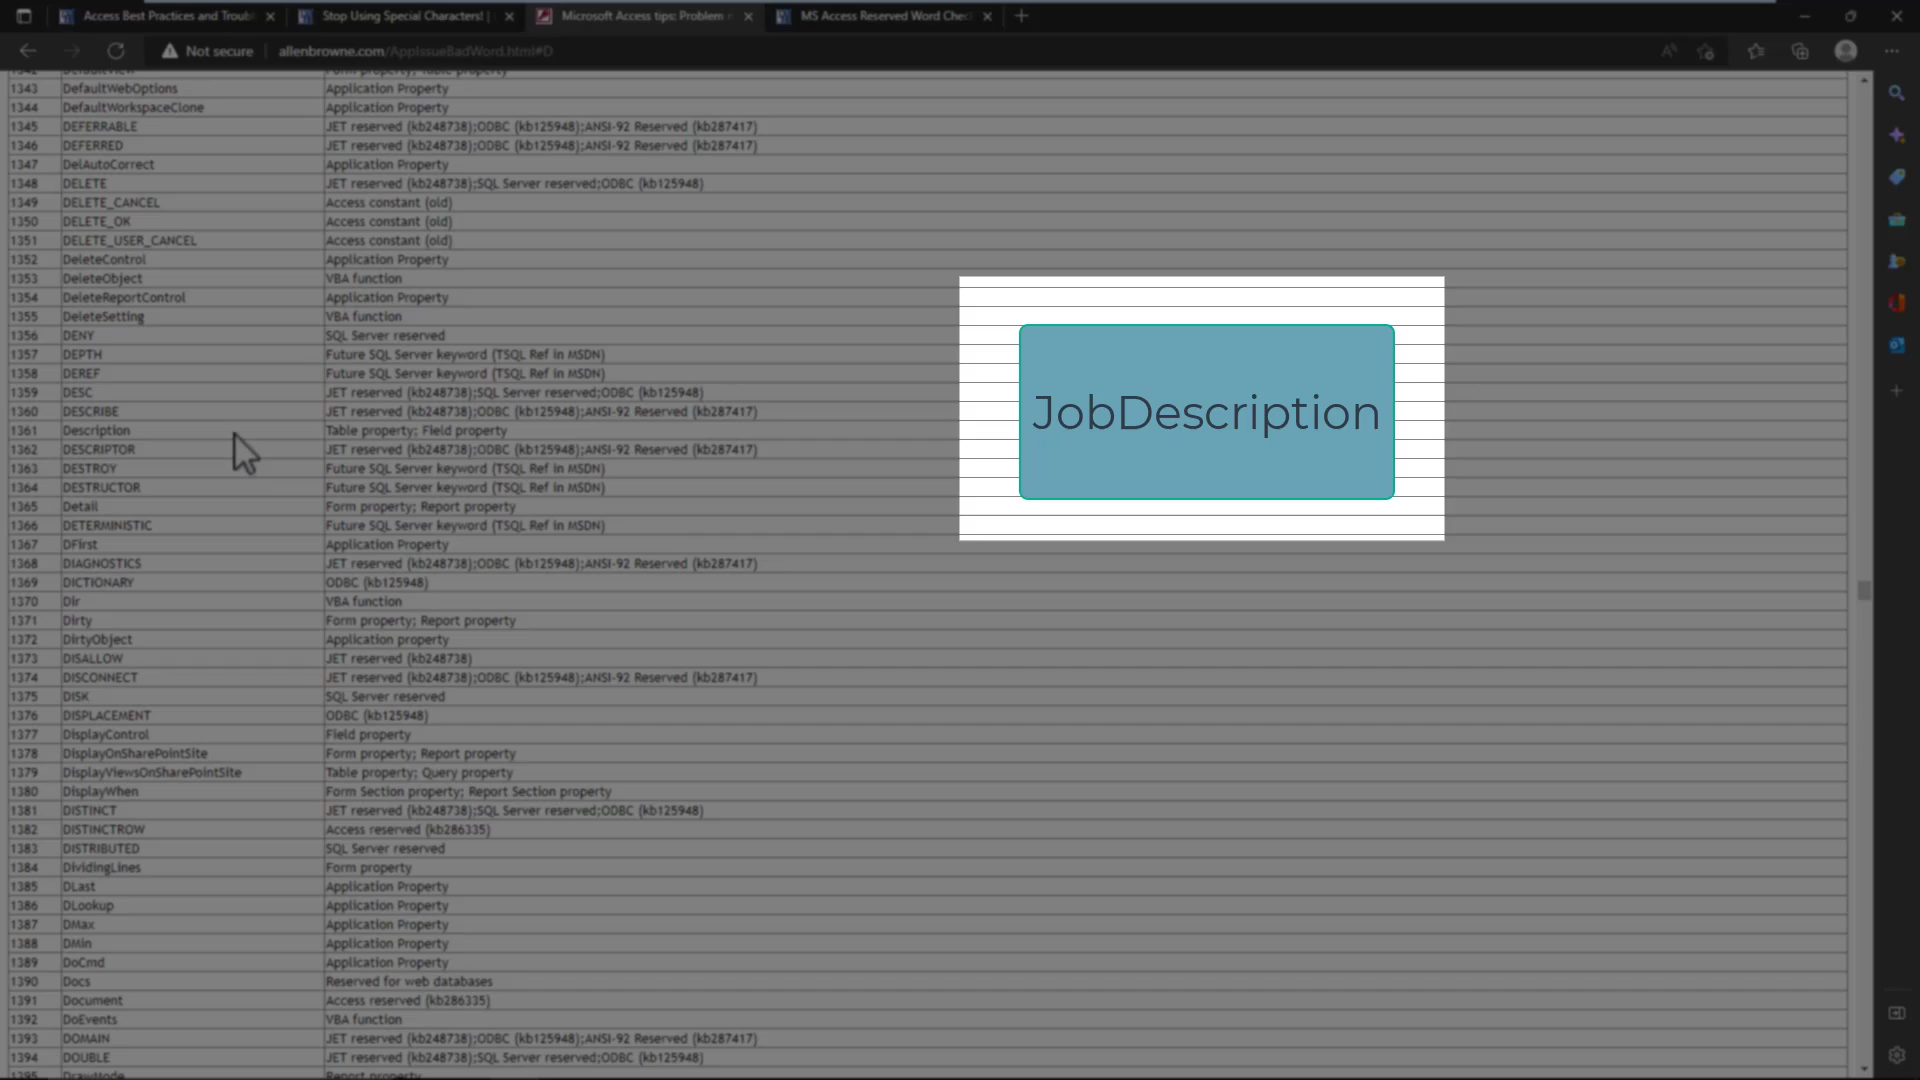 Access Best Practices and Troubl
Stop Using Special Characters! |
Microsoft Access tips: Problem
MS Access Reserved Word Chec
Not secure allenbrowne.com/AppIssueBadWord.html#D
1342 DefaultView Form property; Table property
1343 DefaultWebOptions Application Property
1344 DefaultWorkspaceClone Application Property
1345 DEFERRABLE JET reserved (kb248738);ODBC (kb125948);ANSI-92 Reserved (kb287417)
1346 DEFERRED JET reserved (kb248738);ODBC (kb125948);ANSI-92 Reserved (kb287417)
1347 DelAutoCorrect Application Property
1348 DELETE JET reserved (kb248738);SQL Server reserved;ODBC (kb125948)
1349 DELETE_CANCEL Access constant (old)
1350 DELETE_OK Access constant (old)
1351 DELETE_USER_CANCEL Access constant (old)
1352 DeleteControl Application Property
1353 DeleteObject VBA function
1354 DeleteReportControl Application Property
1355 DeleteSetting VBA function
1356 DENY SQL Server reserved
1357 DEPTH Future SQL Server keyword (TSQL Ref in MSDN)
1358 DEREF Future SQL Server keyword (TSQL Ref in MSDN)
1359 DESC JET reserved (kb248738);SQL Server reserved;ODBC (kb125948)
1360 DESCRIBE JET reserved (kb248738);ODBC (kb125948);ANSI-92 Reserved (kb287417)
1361 Description Table property; Field property
1362 DESCRIPTOR JET reserved (kb248738);ODBC (kb125948);ANSI-92 Reserved (kb287417)
1363 DESTROY Future SQL Server keyword (TSQL Ref in MSDN)
1364 DESTRUCTOR Future SQL Server keyword (TSQL Ref in MSDN)
1365 Detail Form property; Report property
1366 DETERMINISTIC Future SQL Server keyword (TSQL Ref in MSDN)
1367 DFirst Application Property
1368 DIAGNOSTICS JET reserved (kb248738);ODBC (kb125948);ANSI-92 Reserved (kb287417)
1369 DICTIONARY ODBC (kb125948)
1370 Dir VBA function
1371 Dirty Form property; Report property
1372 DirtyObject Application property
1373 DISALLOW JET reserved (kb248738)
1374 DISCONNECT JET reserved (kb248738);ODBC (kb125948);ANSI-92 Reserved (kb287417)
1375 DISK SQL Server reserved
1376 DISPLACEMENT ODBC (kb125948)
1377 DisplayControl Field property
1378 DisplayOnSharePointSite Form property; Report property
1379 DisplayViewsOnSharePointSite Table property; Query property
1380 DisplayWhen Form Section property; Report Section property
1381 DISTINCT JET reserved (kb248738);SQL Server reserved;ODBC (kb125948)
1382 DISTINCTROW Access reserved (kb286335)
1383 DISTRIBUTED SQL Server reserved
1384 DividingLines Form property
1385 DLast Application Property
1386 DLookup Application Property
1387 DMax Application Property
1388 DMin Application Property
1389 DoCmd Application Property
1390 Docs Reserved for web databases
1391 Document Access reserved (kb286335)
1392 DoEvents VBA function
1393 DOMAIN JET reserved (kb248738);ODBC (kb125948);ANSI-92 Reserved (kb287417)
1394 DOUBLE JET reserved (kb248738);SQL Server reserved;ODBC (kb125948)
1395 DrawMode Report property
JobDescription